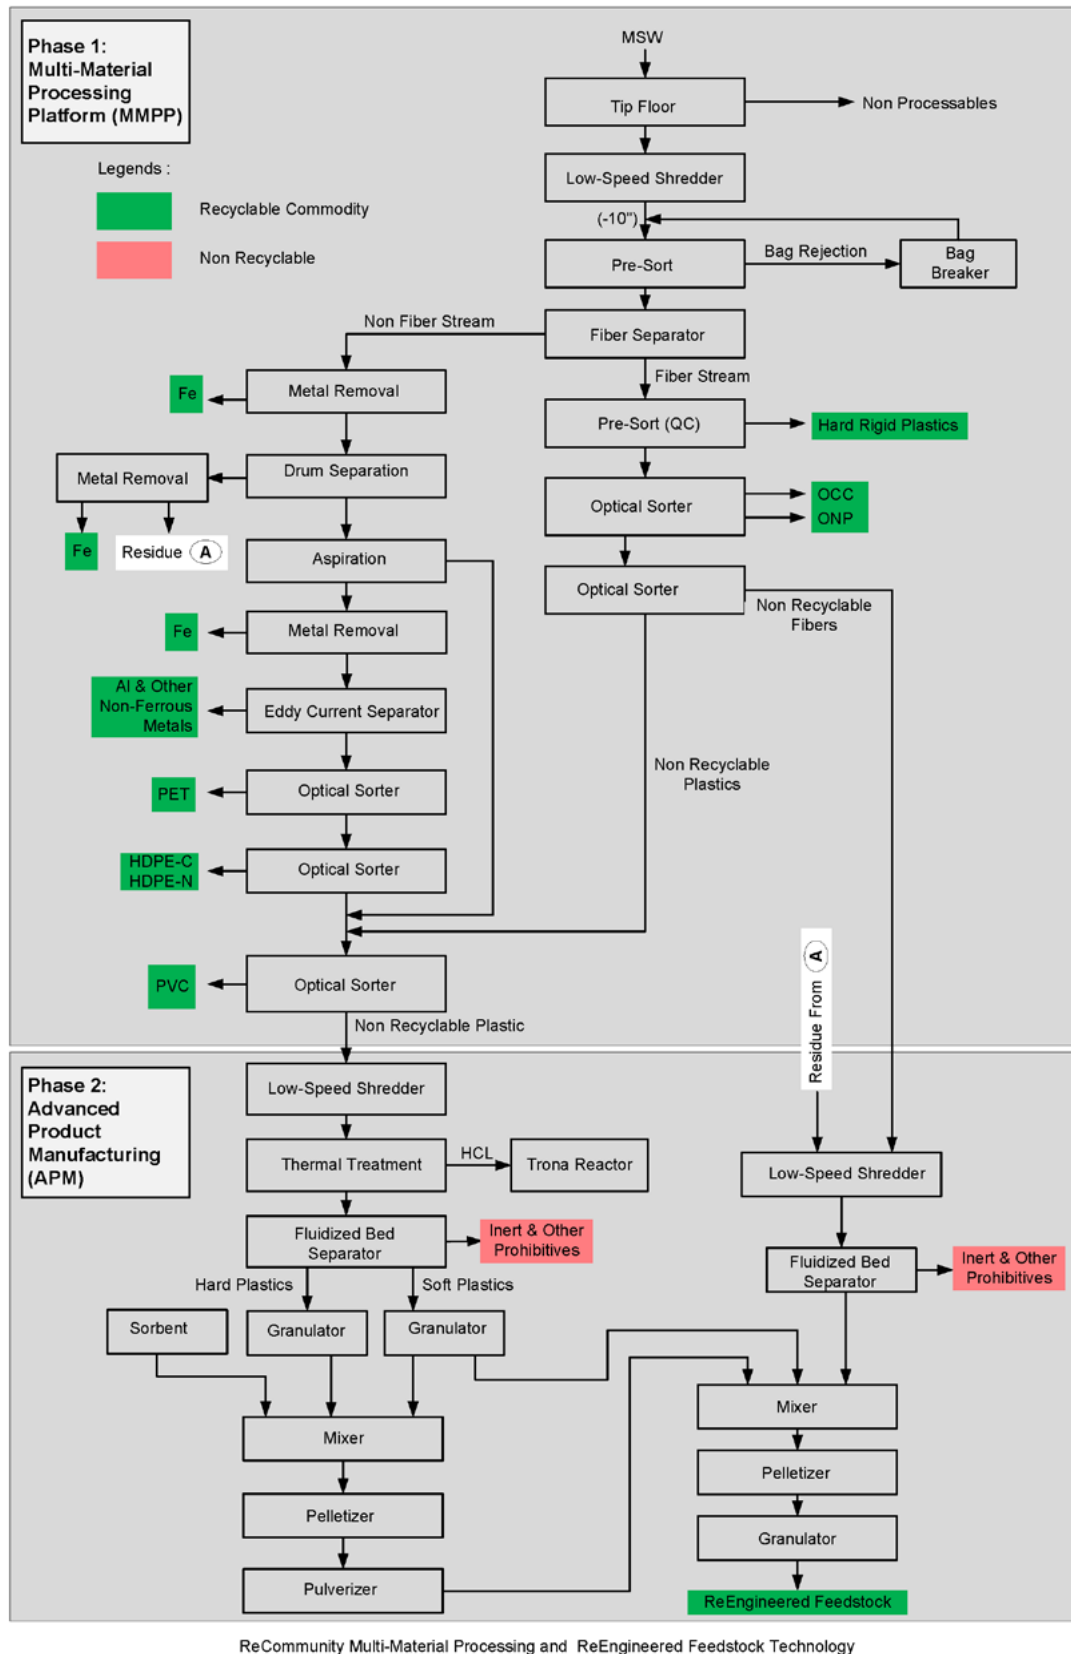 Phase 1:
Multi-Material
Processing
Platform (MMPP)
Legends :
Recyclable Commodity
Non Recyclable
MSW
Tip Floor
Non Processables
Low-Speed Shredder
(-10")
Pre-Sort
Bag Rejection
Bag
Breaker
Non Fiber Stream
Fiber Separator
Fiber Stream
Fe
Metal Removal
Pre-Sort (QC)
Hard Rigid Plastics
Metal Removal
Drum Separation
Optical Sorter
OCC
ONP
Fe
Residue A
Aspiration
Optical Sorter
Non Recyclable
Fibers
Fe
Metal Removal
Al & Other
Non-Ferrous
Metals
Eddy Current Separator
Non Recyclable
Plastics
PET
Optical Sorter
HDPE-C
HDPE-N
Optical Sorter
PVC
Optical Sorter
Residue From A
Non Recyclable Plastic
Phase 2:
Advanced
Product
Manufacturing
(APM)
Low-Speed Shredder
Thermal Treatment
HCL
Trona Reactor
Low-Speed Shredder
Fluidized Bed
Separator
Inert & Other
Prohibitives
Fluidized Bed
Separator
Inert & Other
Prohibitives
Hard Plastics
Soft Plastics
Sorbent
Granulator
Granulator
Mixer
Mixer
Pelletizer
Pelletizer
Granulator
Pulverizer
ReEngineered Feedstock
ReCommunity Multi-Material Processing and ReEngineered Feedstock Technology